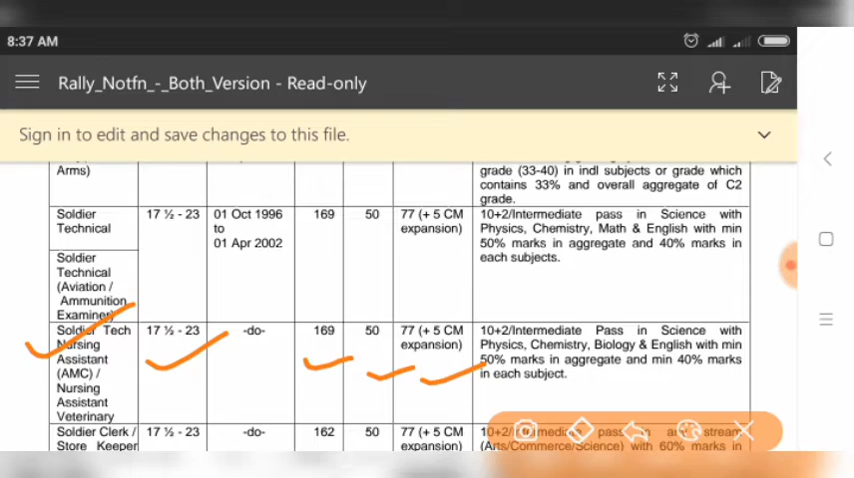 8:37 AM
Rally_Notfn_-_Both_Version - Read-only
Sign in to edit and save changes to this file.
Arms)
grade (33-40) in indl subjects or grade which
contains 33% and overall aggregate of C2
grade.
Soldier
Technical
17 ½ - 23
01 Oct 1996
to
01 Apr 2002
169
50
77 (+ 5 CM
expansion)
10+2/Intermediate pass in Science with
Physics, Chemistry, Math & English with min
50% marks in aggregate and 40% marks in
each subjects.
Soldier
Technical
(Aviation /
Ammunition
Examiner)
Soldier Tech
Nursing
Assistant
(AMC) /
Nursing
Assistant
Veterinary
17 ½ - 23
-do-
169
50
77 (+ 5 CM
expansion)
10+2/Intermediate Pass in Science with
Physics, Chemistry, Biology & English with min
50% marks in aggregate and min 40% marks
in each subject.
Soldier Clerk /
Store Keeper
17 ½ - 23
-do-
162
50
77 (+ 5 CM
expansion)
10+2/ pass stream
(Arts/Commerce/Science) with 60% marks in